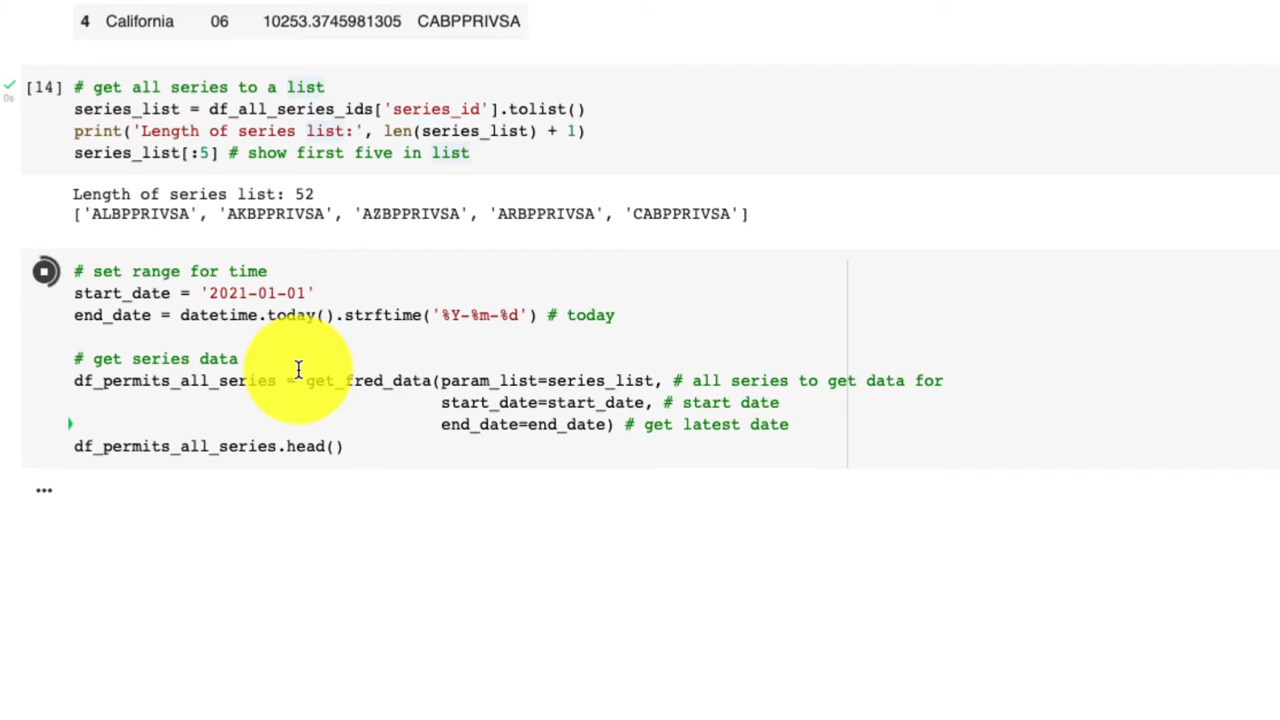 4 California 06 10253.3745981305 CABPPRIVSA
[14] # get all series to a list
0s
series_list = df_all_series_ids['series_id'].tolist()
print('Length of series list:', len(series_list) + 1)
series_list[:5] # show first five in list
Length of series list: 52
['ALBPPRIVSA', 'AKBPPRIVSA', 'AZBPPRIVSA', 'ARBPPRIVSA', 'CABPPRIVSA']
# set range for time
start_date = '2021-01-01'
end_date = datetime.today().strftime('%Y-%m-%d') # today
# get series data
df_permits_all_series = get_fred_data(param_list=series_list, # all series to get data for
start_date=start_date, # start date
end_date=end_date) # get latest date
df_permits_all_series.head()